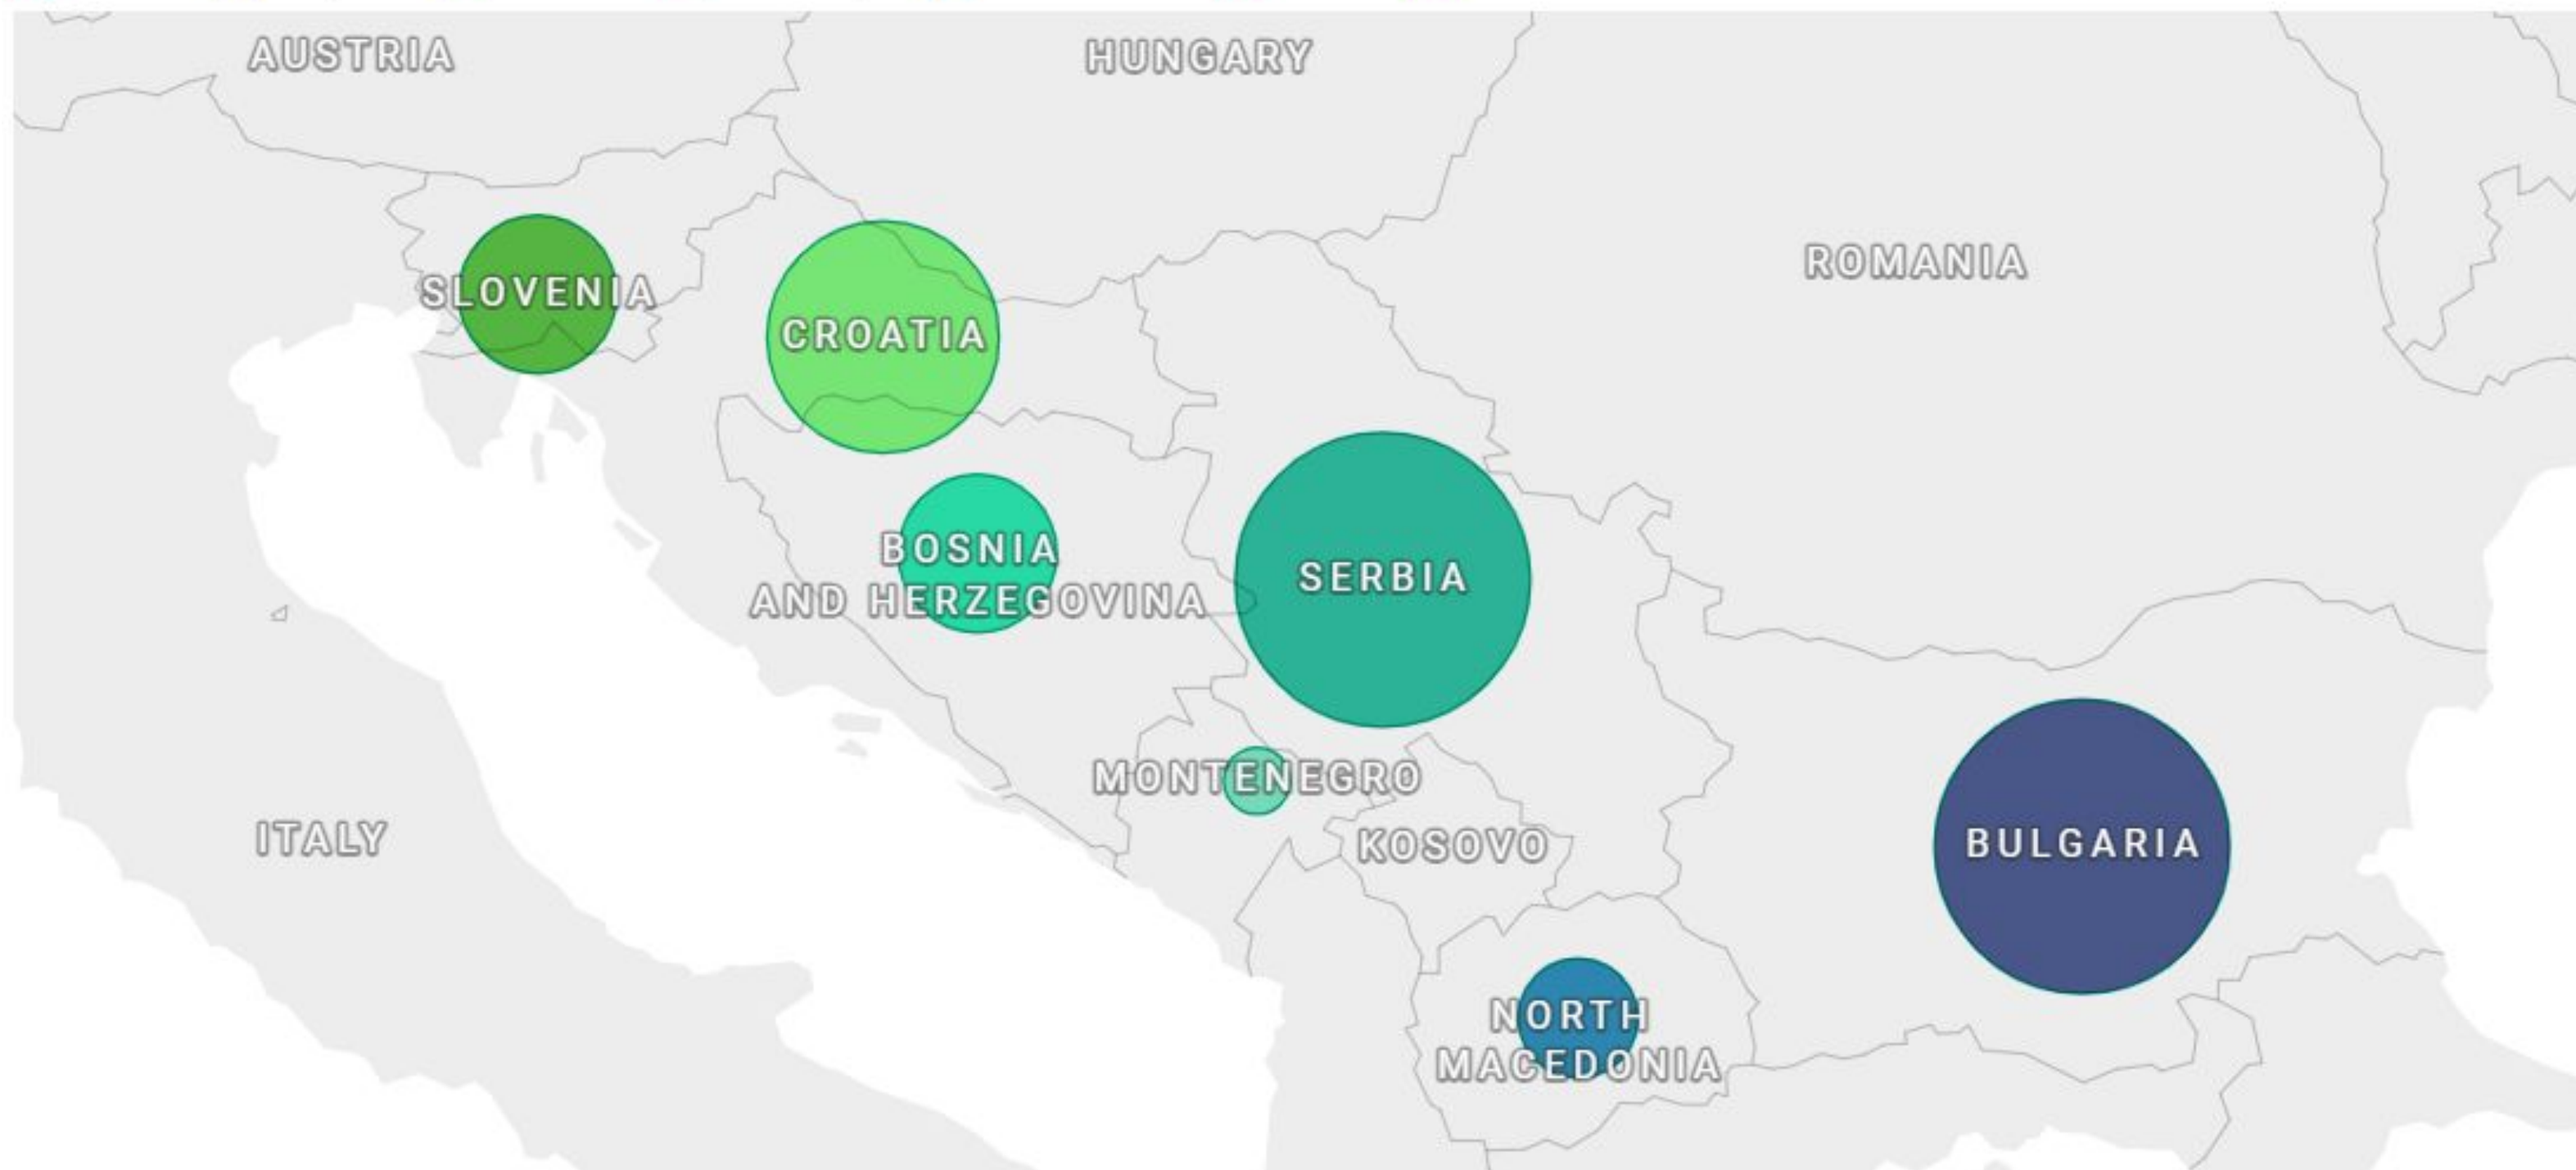 AUSTRIA
HUNGARY
ROMANIA
SLOVENIA
CROATIA
BOSNIA
AND HERZEGOVINA
SERBIA
MONTENEGRO
ITALY
KOSOVO
BULGARIA
NORTH
MACEDONIA